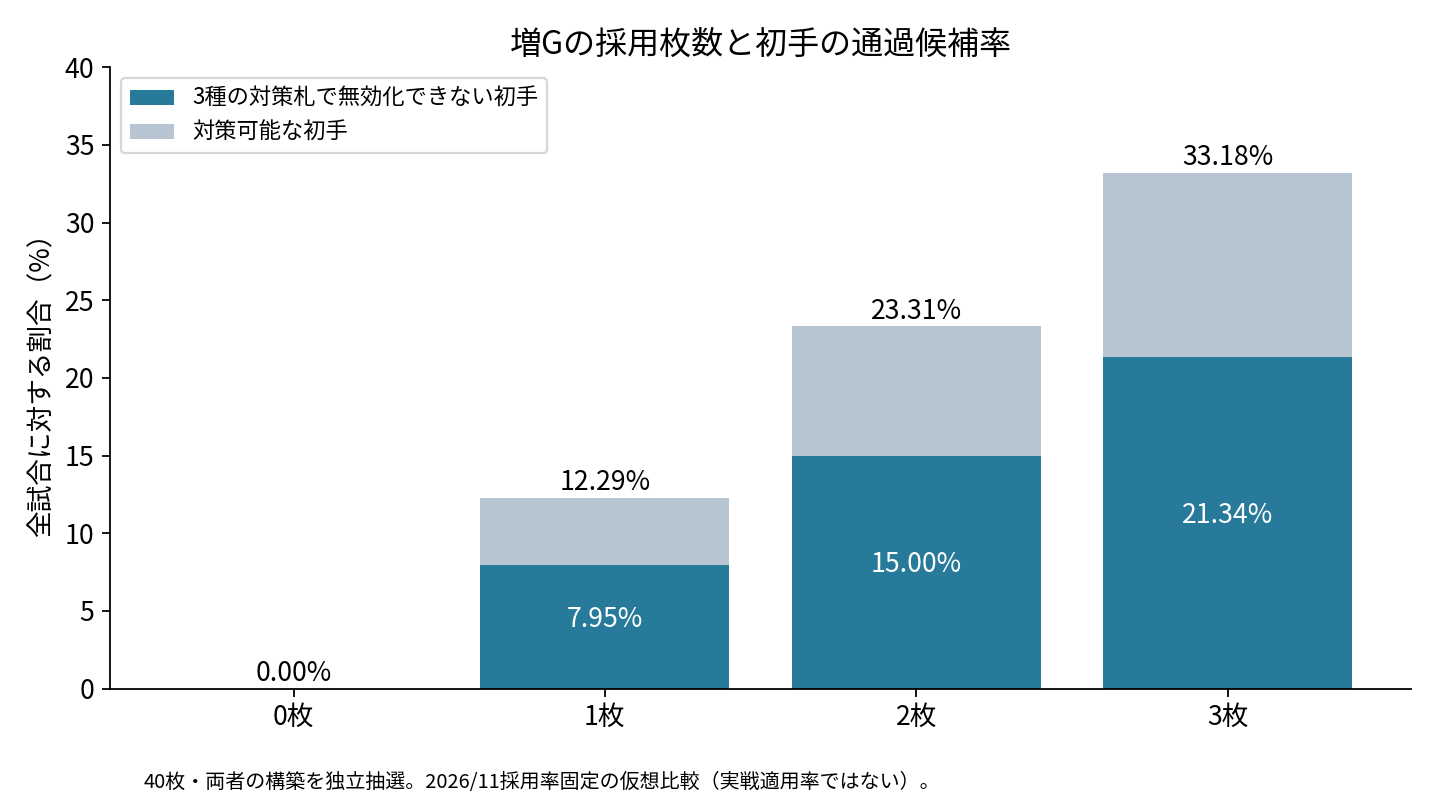 増Gの採用枚数と初手の通過候補率
3種の対策札で無効化できない初手
対策可能な初手
全試合に対する割合（%）
40
35
30
25
20
15
10
5
0
0.00%
12.29%
7.95%
23.31%
15.00%
33.18%
21.34%
0枚
1枚
2枚
3枚
40枚・両者の構築を独立抽選。2026/11採用率固定の仮想比較（実戦適用率ではない）。